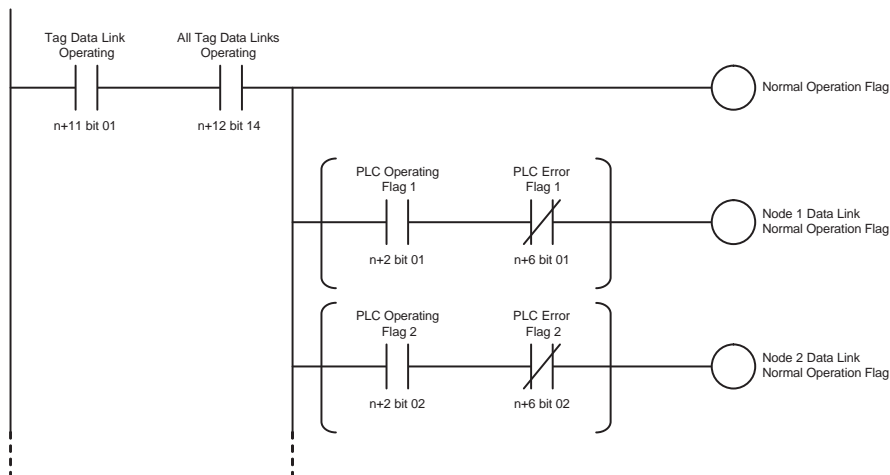 Tag Data Link
Operating
All Tag Data Links
Operating
n+11 bit 01
n+12 bit 14
Normal Operation Flag
PLC Operating
Flag 1
PLC Error
Flag 1
n+2 bit 01
n+6 bit 01
Node 1 Data Link
Normal Operation Flag
PLC Operating
Flag 2
PLC Error
Flag 2
n+2 bit 02
n+6 bit 02
Node 2 Data Link
Normal Operation Flag